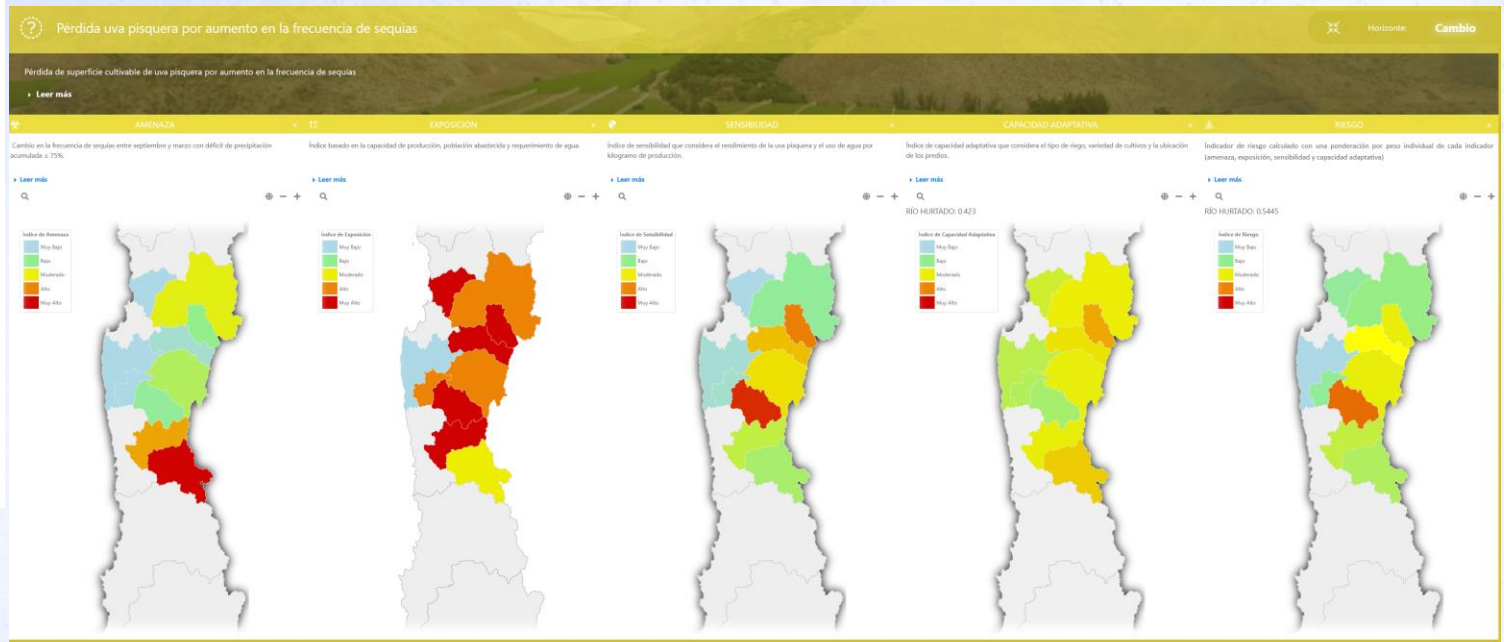 Pérdida uva pisquera por aumento en la frecuencia de sequias
Horizonte: Cambio
Pérdida de superficie cultivable de uva pisquera por aumento en la frecuencia de sequías
Leer más
AMENAZA
EXPOSICIÓN
SENSIBILIDAD
CAPACIDAD ADAPTATIVA
RIESGO
Cambio en la frecuencia de sequías entre septiembre y marzo con déficit de precipitación
acumulada ≤ 75%.
Leer más
Índice basado en la capacidad de producción, población abastecida y requerimiento de agua.
Leer más
Índice de sensibilidad que considera el rendimiento de la uva pisquera y el uso de agua por
kilogramo de producción.
Leer más
Índice de capacidad adaptativa que considera el tipo de riego, variedad de cultivos y la ubicación
de los predios.
Leer más
Indicador de riesgo calculado con una ponderación por peso individual de cada indicador
(amenaza, exposición, sensibilidad y capacidad adaptativa)
Leer más
RÍO HURTADO: 0.423
RÍO HURTADO: 0.5445
Índice de Amenaza
Muy Bajo
Bajo
Moderado
Alto
Muy Alto
Índice de Exposición
Muy Bajo
Bajo
Moderado
Alto
Muy Alto
Índice de Sensibilidad
Muy Bajo
Bajo
Moderado
Alto
Muy Alto
Índice de Capacidad Adaptativa
Muy Bajo
Bajo
Moderado
Alto
Muy Alto
Índice de Riesgo
Muy Bajo
Bajo
Moderado
Alto
Muy Alto